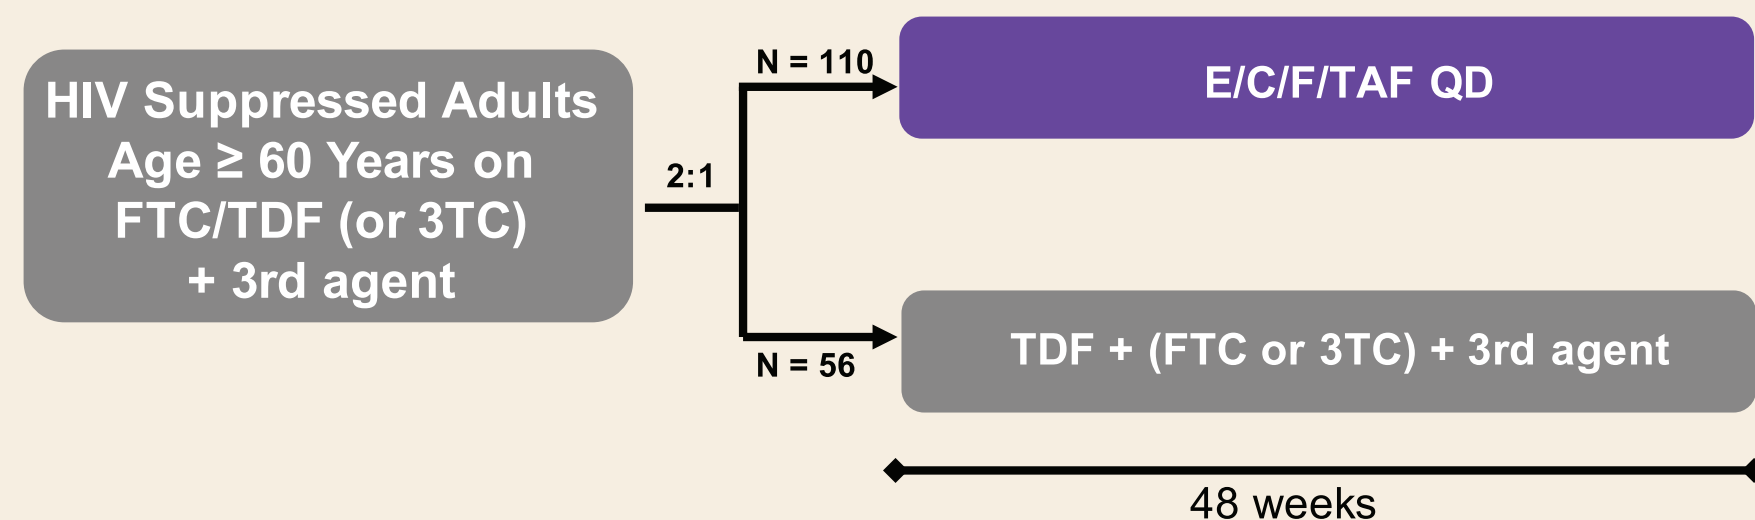 HIV Suppressed Adults
Age ≥ 60 Years on
FTC/TDF (or 3TC)
+ 3rd agent
2:1
N = 110
E/C/F/TAF QD
N = 56
TDF + (FTC or 3TC) + 3rd agent
48 weeks